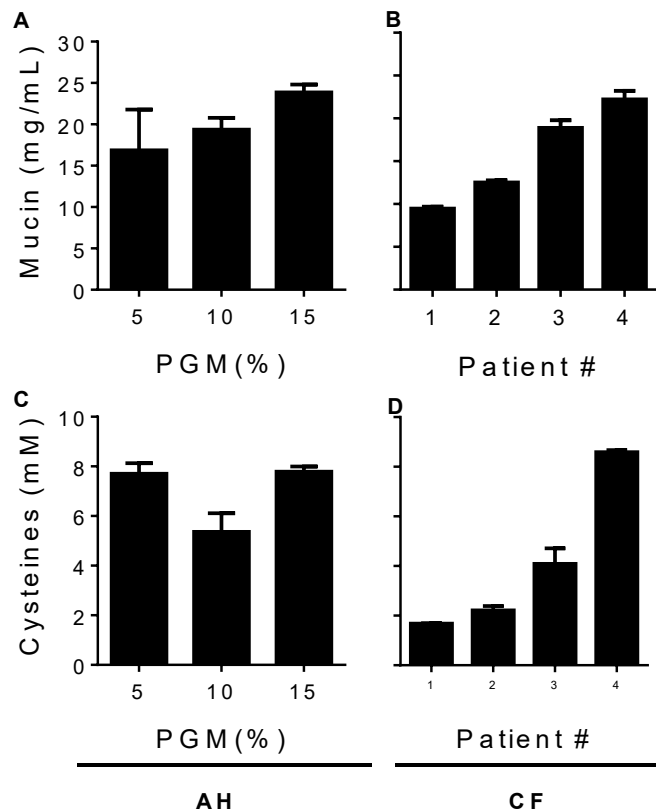 A
Mucin (mg/mL)
30
25
20
15
10
5
0
5 10 15
PGM (%)
B
1 2 3 4
Patient #
C
Cysteines (mM)
8
6
4
2
0
5 10 15
PGM (%)
D
1 2 3 4
Patient #
AH
CF